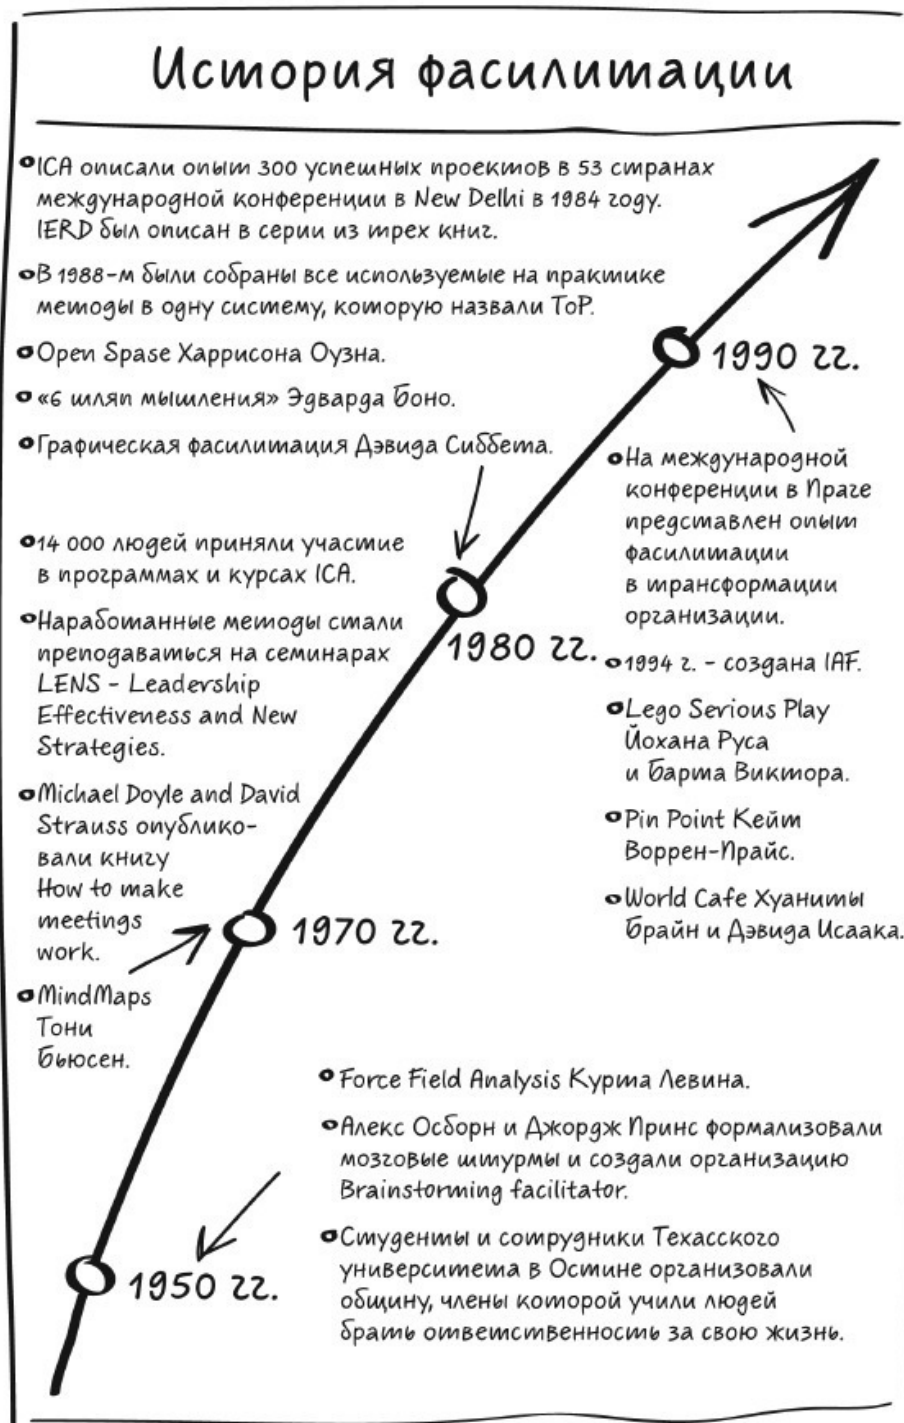 История фасилитации
ICA описали опыт 300 успешных проектов в 53 странах
международной конференции в New Delhi в 1984 году.
IERD был описан в серии из трех книг.
В 1988-м были собраны все используемые на практике
методы в одну систему, которую назвали ToP.
Open Spase Харрисона Оуэна.
«6 шляп мышления» Эдварда Боно.
Графическая фасилитация Дэвида Сиббета.
1990 гг.
На международной
конференции в Праге
представлен опыт
фасилитации
в трансформации
организации.
1994 г. - создана IAF.
Lego Serious Play
Йохана Руса
и Барта Виктора.
Pin Point Кейт
Воррен-Прайс.
World Cafe Хуаниты
Брайн и Дэвида Исаака.
14 000 людей приняли участие
в программах и курсах ICA.
Наработанные методы стали
преподаваться на семинарах
LENS - Leadership
Effectiveness and New
Strategies.
1980 гг.
Michael Doyle and David
Strauss опублико-
вали книгу
How to make
meetings
work.
MindMaps
Тони
Бьюсен.
1970 гг.
Force Field Analysis Курта Левина.
Алекс Осборн и Джордж Принс формализовали
мозговые штурмы и создали организацию
Brainstorming facilitator.
Студенты и сотрудники Техасского
университета в Остине организовали
общину, члены которой учили людей
брать ответственность за свою жизнь.
1950 гг.